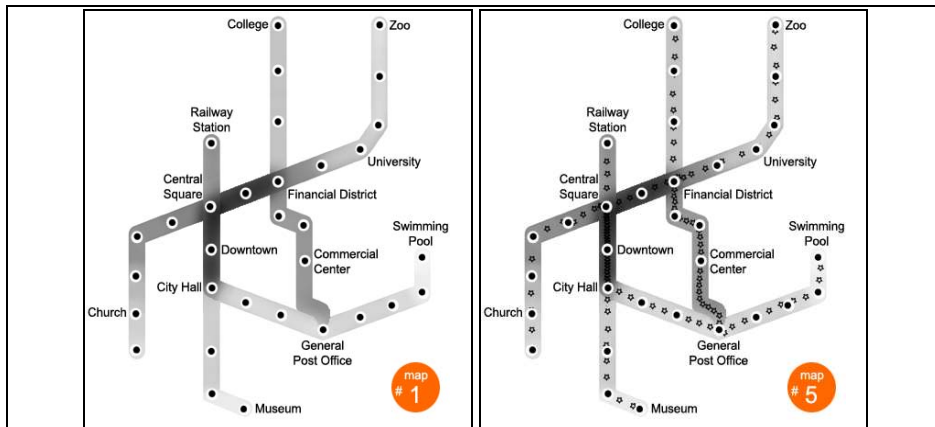 College
Zoo
Railway
Station
University
Central
Square
Financial District
Swimming
Pool
Downtown
Commercial
Center
City Hall
Church
General
Post Office
map
# 1
Museum
College
Zoo
Railway
Station
University
Central
Square
Financial District
Swimming
Pool
Downtown
Commercial
Center
City Hall
Church
General
Post Office
map
# 5
Museum